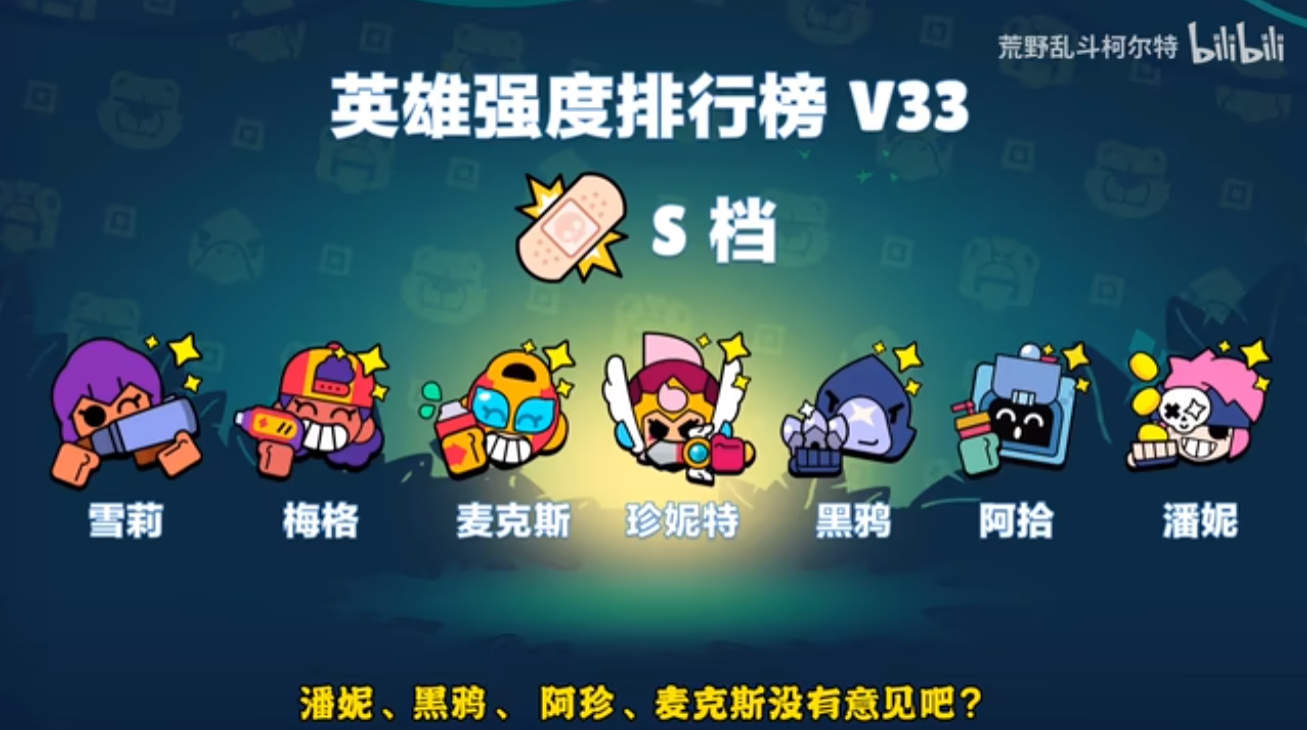 荒野乱斗柯尔特 bilibili
英雄强度排行榜 V33
S 档
雪莉 梅格 麦克斯 珍妮特 黑鸦 阿拾 潘妮
潘妮、黑鸦、 阿珍、麦克斯没有意见吧？